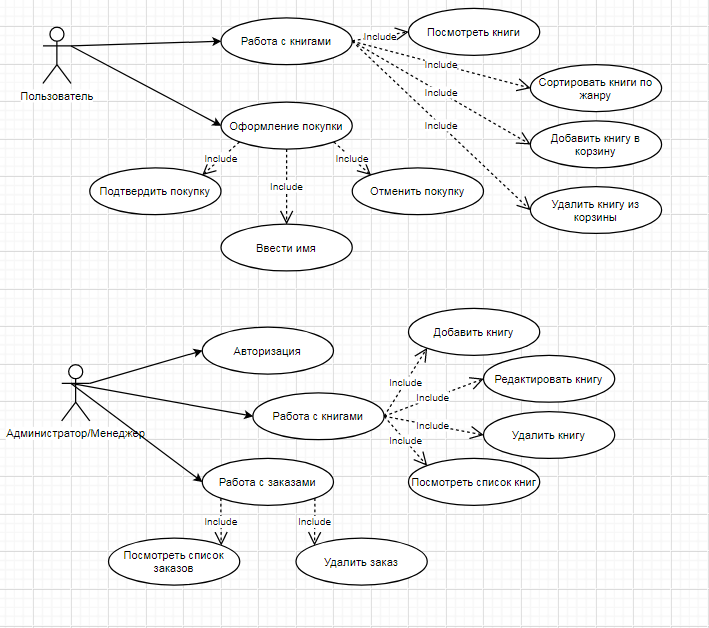 Пользователь
Работа с книгами
Include
Посмотреть книги
Include
Сортировать книги по
жанру
Include
Добавить книгу в
корзину
Include
Удалить книгу из
корзины
Оформление покупки
Include
Include
Include
Подтвердить покупку
Отменить покупку
Ввести имя
Администратор/Менеджер
Авторизация
Работа с книгами
Include
Добавить книгу
Include
Редактировать книгу
Include
Удалить книгу
Include
Посмотреть список книг
Работа с заказами
Include
Include
Посмотреть список
заказов
Удалить заказ